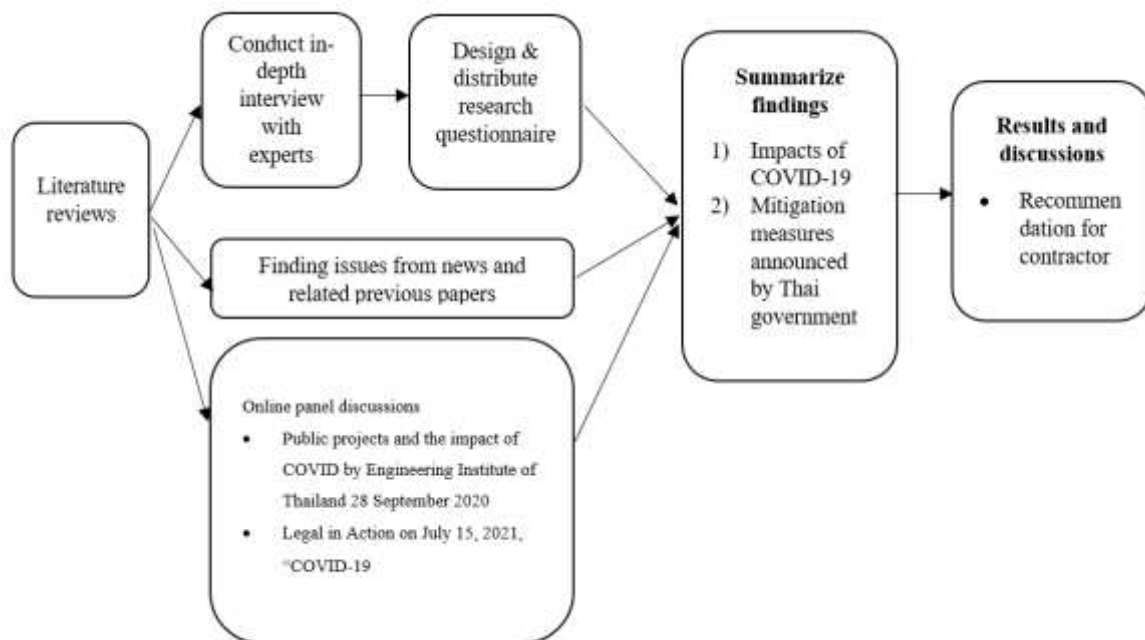 Literature
reviews
Conduct in-
depth
interview
with
experts
Design &
distribute
research
questionnaire
Finding issues from news and
related previous papers
Online panel discussions
• Public projects and the impact of
COVID by Engineering Institute of
Thailand 28 September 2020
• Legal in Action on July 15, 2021,
“COVID-19
Summarize
findings
1) Impacts of
COVID-19
2) Mitigation
measures
announced
by Thai
government
Results and
discussions
• Recommen
dation for
contractor